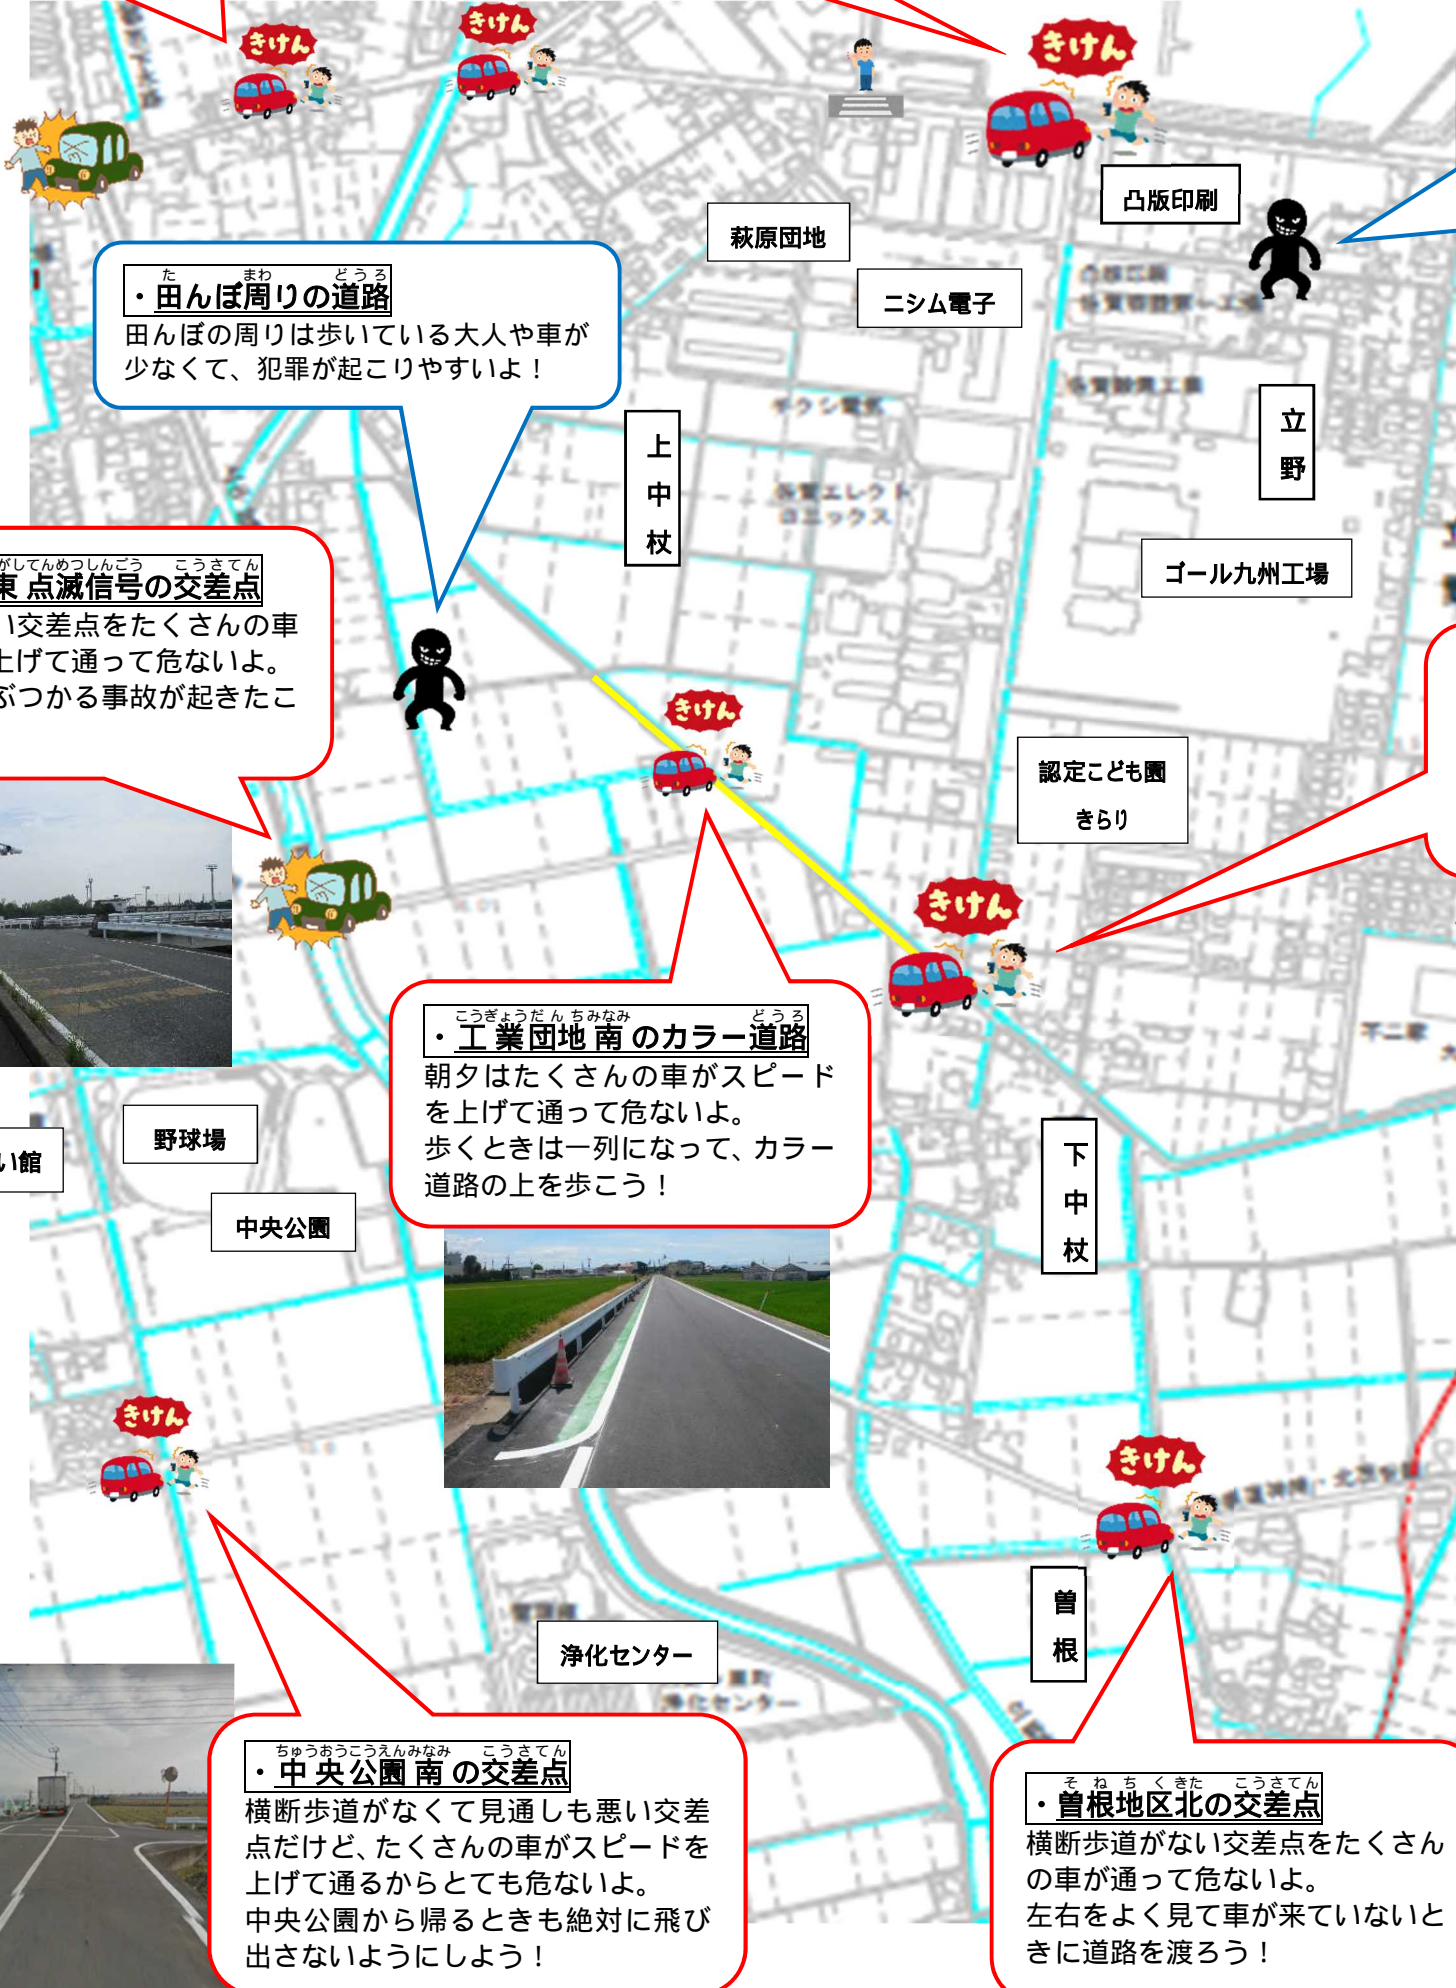 きけん
きけん
きけん
凸版印刷
萩原団地
ニシム電子
・田んぼ周りの道路
た まわ どうろ
田んぼの周りは歩いている大人や車が
少なくて、犯罪が起こりやすいよ！
上中杖
立野
ゴール九州工場
がしてんめつしんごう こうさてん
東点滅信号の交差点
い交差点をたくさんの車
上げて通って危ないよ。
ぶつかる事故が起きたこ
きけん
認定こども園
きらり
きけん
こうぎょうだんちみなみ どうろ
・工業団地南のカラー道路
朝夕はたくさんの車がスピード
を上げて通って危ないよ。
歩くときは一列になって、カラー
道路の上を歩こう！
野球場
い館
中央公園
下中杖
不二家
きけん
きけん
曽根
浄化センター
浄化センター
ちゅうおうこうえんみなみ こうさてん
・中央公園南の交差点
横断歩道がなくて見通しも悪い交差
点だけど、たくさんの車がスピードを
上げて通るからとても危ないよ。
中央公園から帰るときも絶対に飛び
出さないようにしよう！
そねちくきた こうさてん
・曽根地区北の交差点
横断歩道がない交差点をたくさん
の車が通って危ないよ。
左右をよく見て車が来ていないと
きに道路を渡ろう！